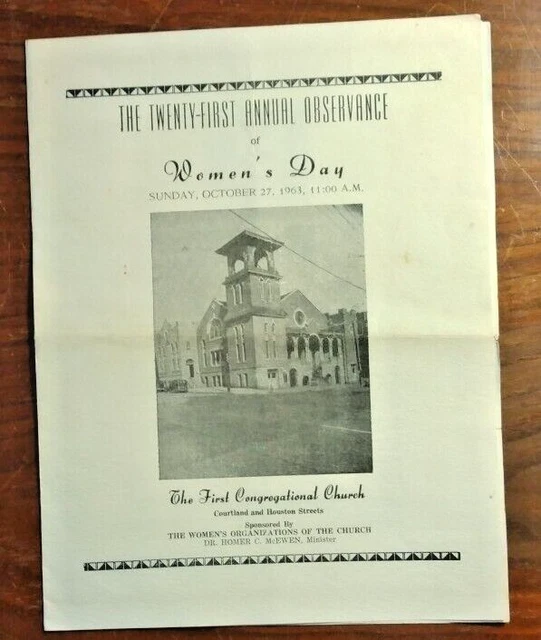 THE TWENTY-FIRST ANNUAL OBSERVANCE
of
Women's Day
SUNDAY, OCTOBER 27, 1963, 11:00 A.M.
The First Congregational Church
Courtland and Houston Streets
Sponsored By
THE WOMEN'S ORGANIZATIONS OF THE CHURCH
DR. HOMER C. McEWEN, Minister